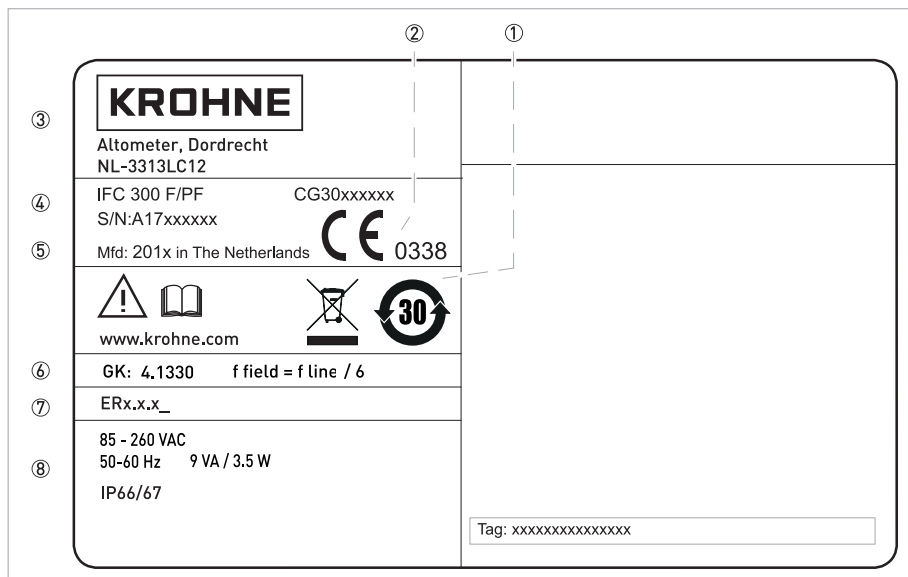 ② ①
③ KROHNE
Altometer, Dordrecht
NL-3313LC12
④ IFC 300 F/PF CG30xxxxxx
S/N:A17xxxxxx
⑤ Mfd: 201x in The Netherlands CE 0338
30
www.krohne.com
⑥ GK: 4.1330 f field = f line / 6
⑦ ERx.x.x_
⑧ 85 - 260 VAC
50-60 Hz 9 VA / 3.5 W
IP66/67
Tag: xxxxxxxxxxxxxxx